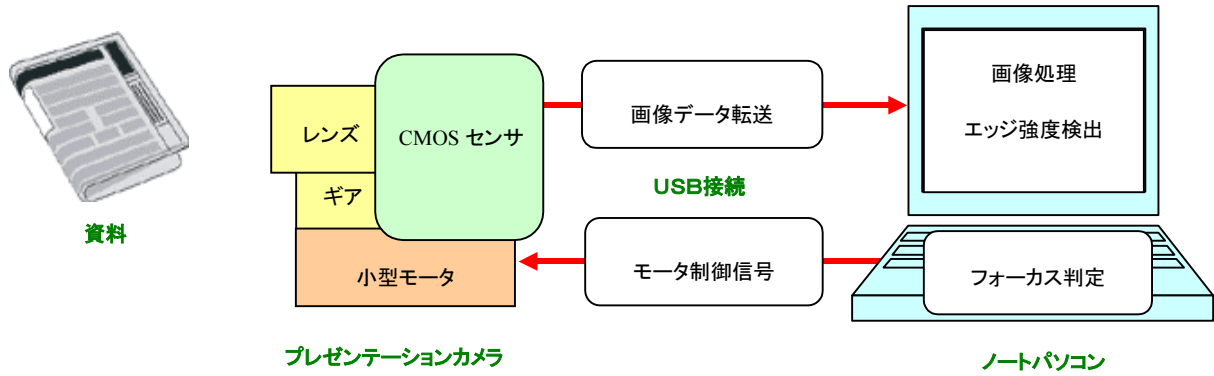 資料
レンズ
ギア
CMOS センサ
小型モータ
プレゼンテーションカメラ
画像データ転送
USB接続
モータ制御信号
画像処理
エッジ強度検出
フォーカス判定
ノートパソコン